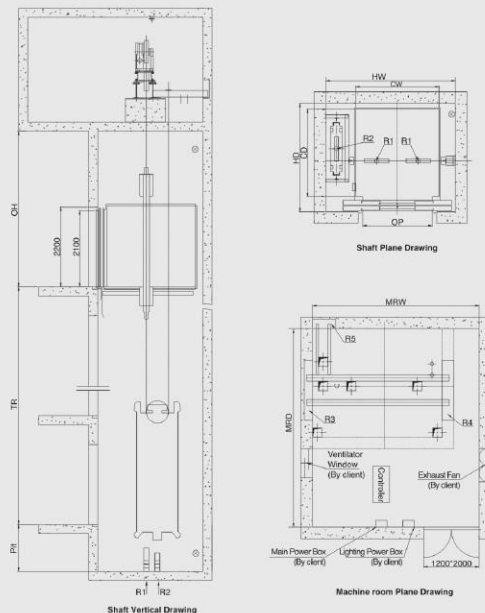 OH
2200
2100
TR
Pit
R1
R2
Shaft Vertical Drawing
HW
CW
HD
CD
R2
R1
R1
OP
Shaft Plane Drawing
MRW
MRD
R5
R3
R4
Ventilator
Window
(By client)
Controller
Exhaust Fan
(By client)
Main Power Box
(By client)
Lighting Power Box
(By client)
1200*2000
Machine room Plane Drawing